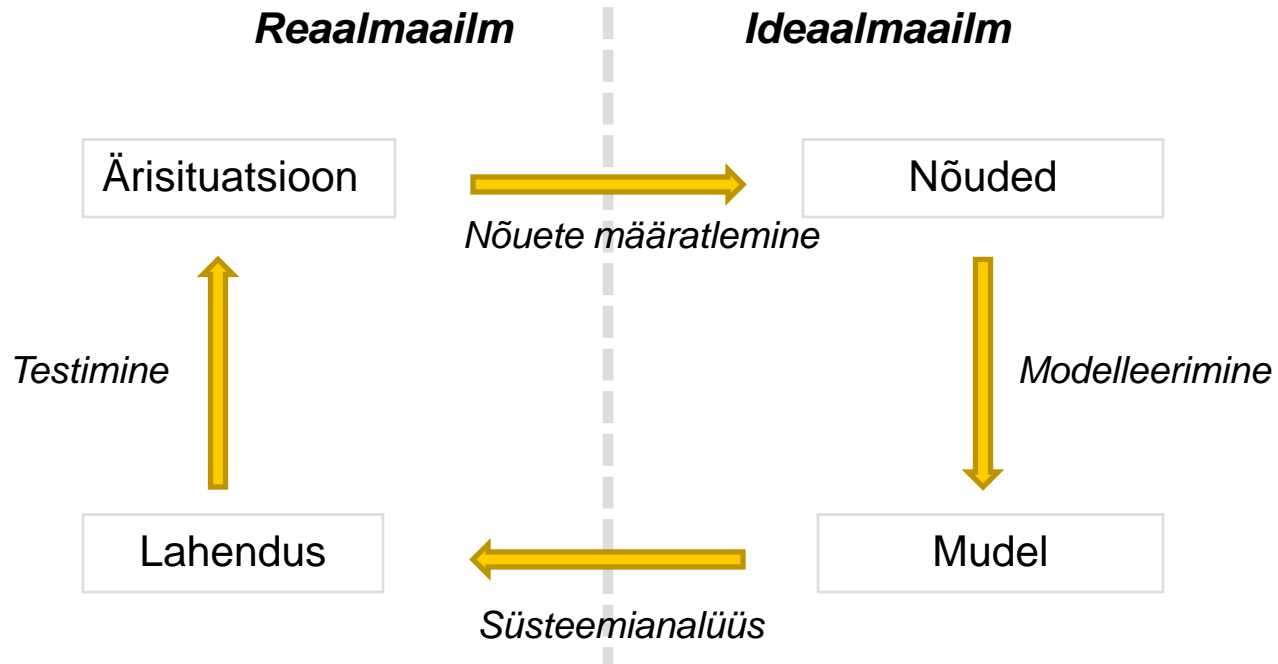 Reaalmaailm
Ideaalmaailm
Ärisituatsioon
Nõuded
Nõuete määratlemine
Testimine
Modelleerimine
Lahendus
Mudel
Süsteemianalüüs